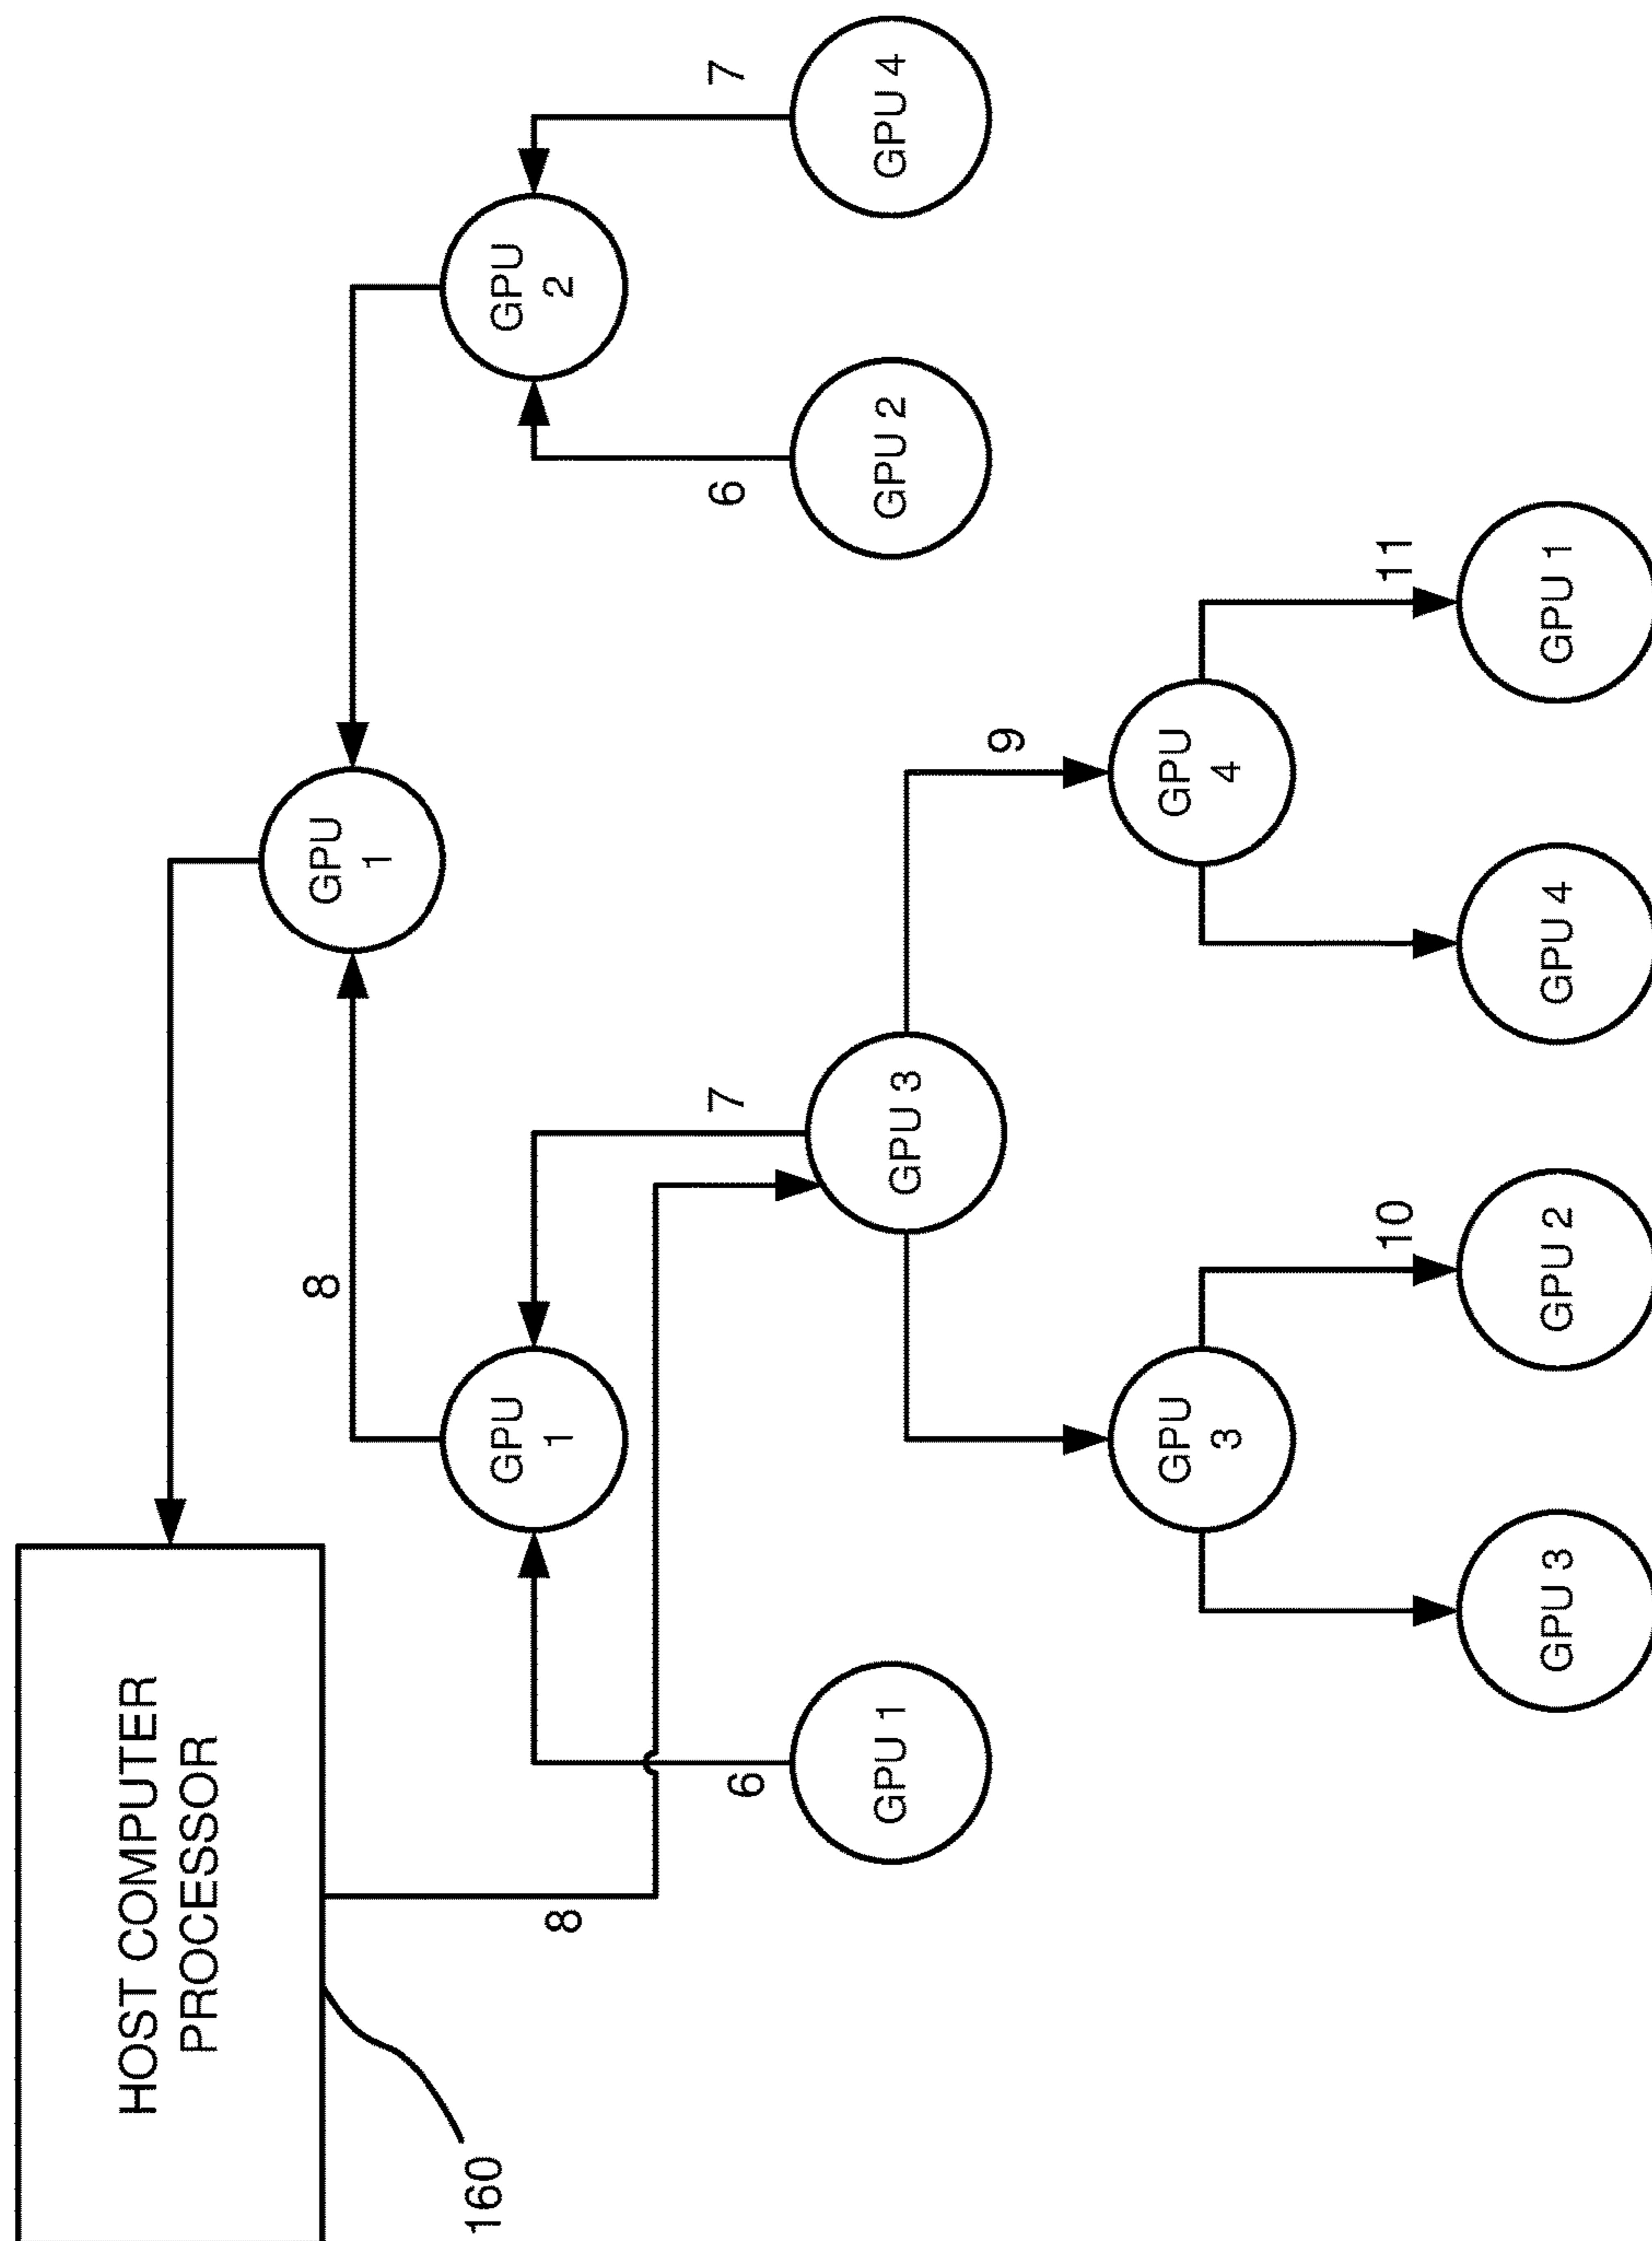 HOST COMPUTER
PROCESSOR
8
GPU
1
160
GPU
1
GPU
2
8
6
7
6
7
GPU 1
GPU 3
GPU 2
GPU 4
9
GPU
3
GPU
4
10
11
GPU 3
GPU 2
GPU 4
GPU 1